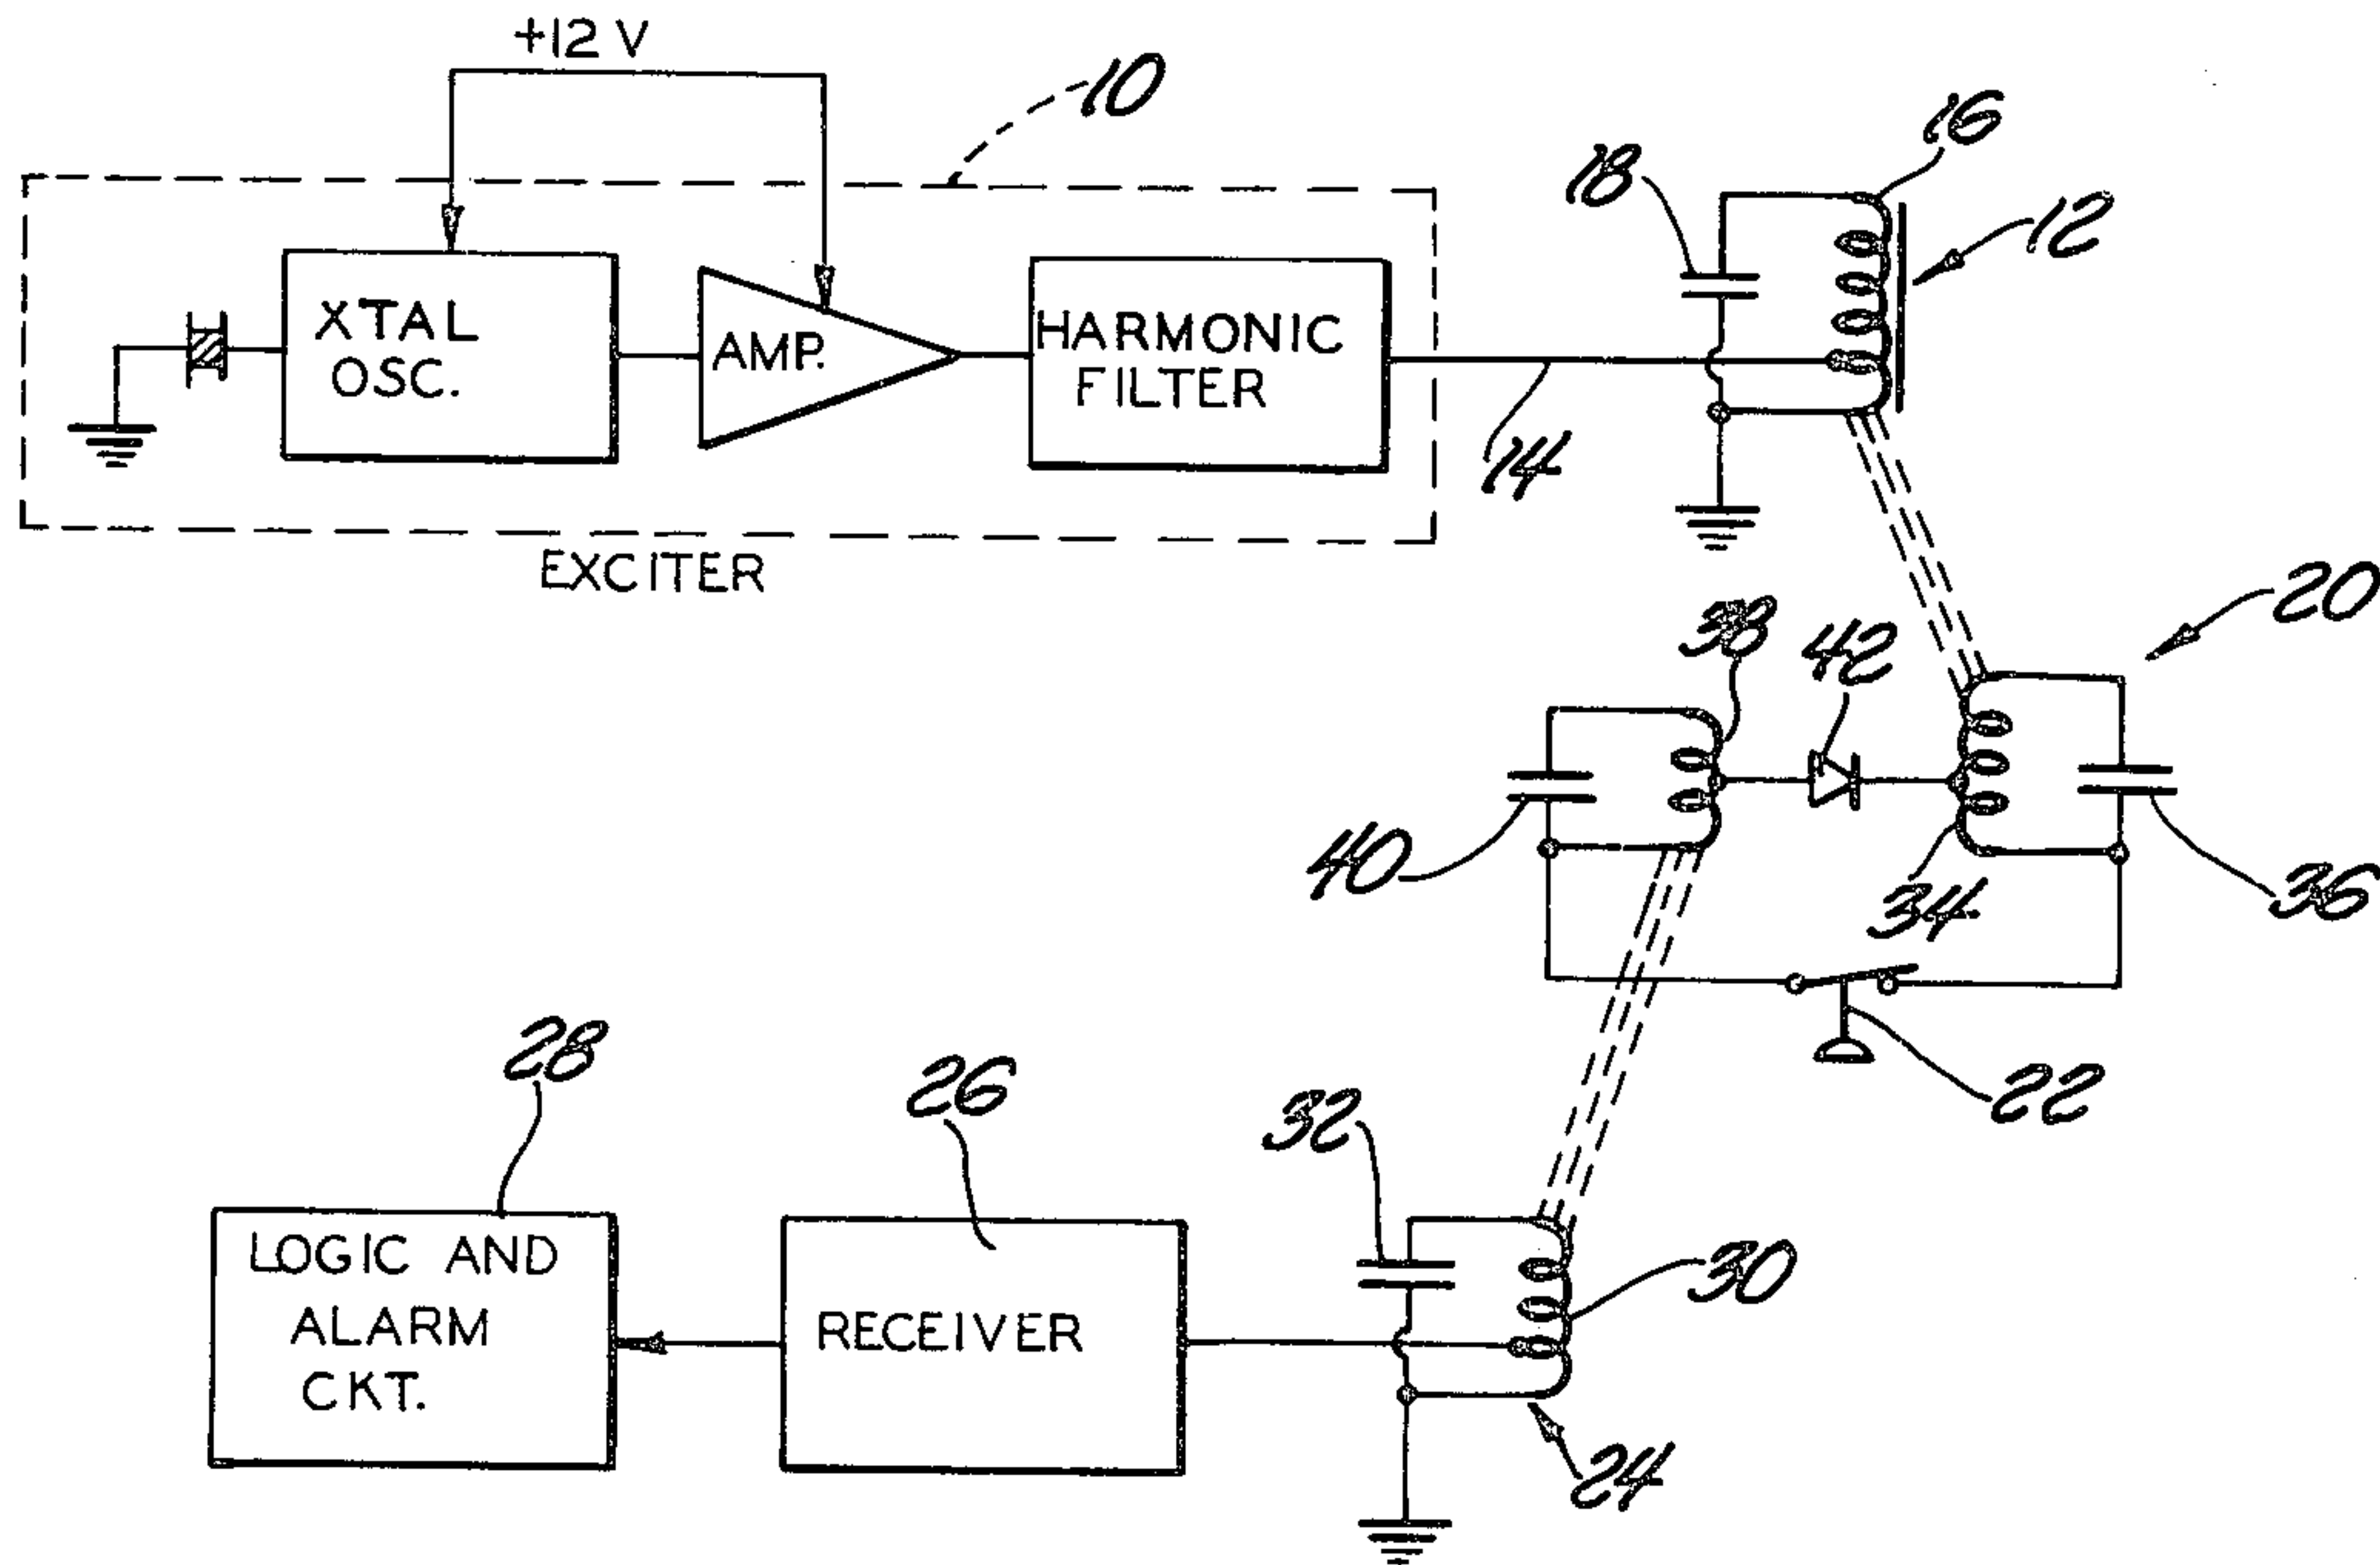 +12 V
10
16
18
12
XTAL
OSC.
AMP.
HARMONIC
FILTER
14
EXCITER
20
38
42
40
34
36
22
28
26
32
LOGIC AND
ALARM
CKT.
RECEIVER
30
24